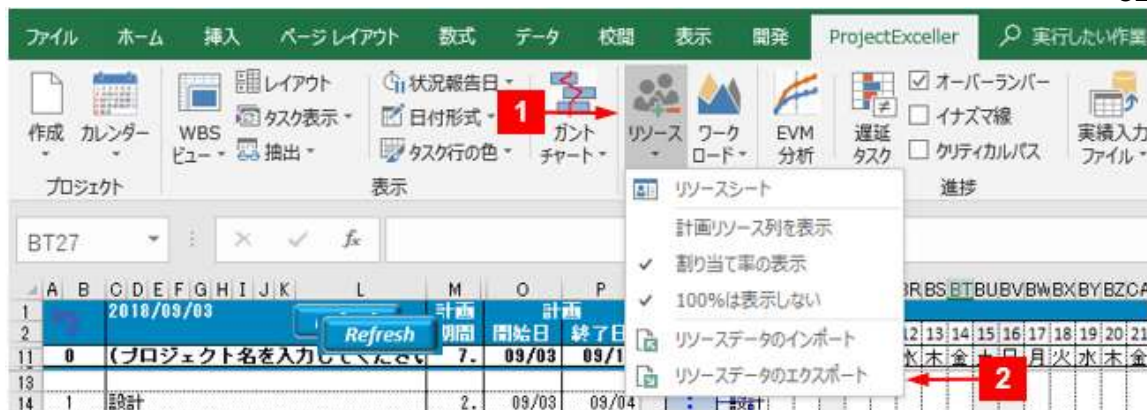 ファイル ホーム 挿入 ページ レイアウト 数式 データ 校閲 表示 開発 ProjectExceller 実行したい作業
レイアウト 状況報告日 オーバーランバー
タスク表示 日付形式 イナズマ線
抽出 タスク行の色 クリティカルパス
作成 カレンダー WBS ビュー ガント チャート リソース ワーク ロード EVM 分析 遅延 タスク 実績入力 ファイル
1
プロジェクト 表示 進捗
リソースシート
計画リソース列を表示
割り当て率の表示
100%は表示しない
リソースデータのインポート
リソースデータのエクスポート
2
BT27 fx
A B C D E F G H I J K L M O P BR BS BT BU BV BW BX BY BZ CA
1 2018/09/03 計画 計画
2 Refresh 期間 開始日 終了日 12 13 14 15 16 17 18 19 20 21
11 0 (プロジェクト名を入力してください 7. 09/03 09/1 水 木 金 土 日 月 火 水 木 金
13
14 1 設計 2. 09/03 09/04 設計